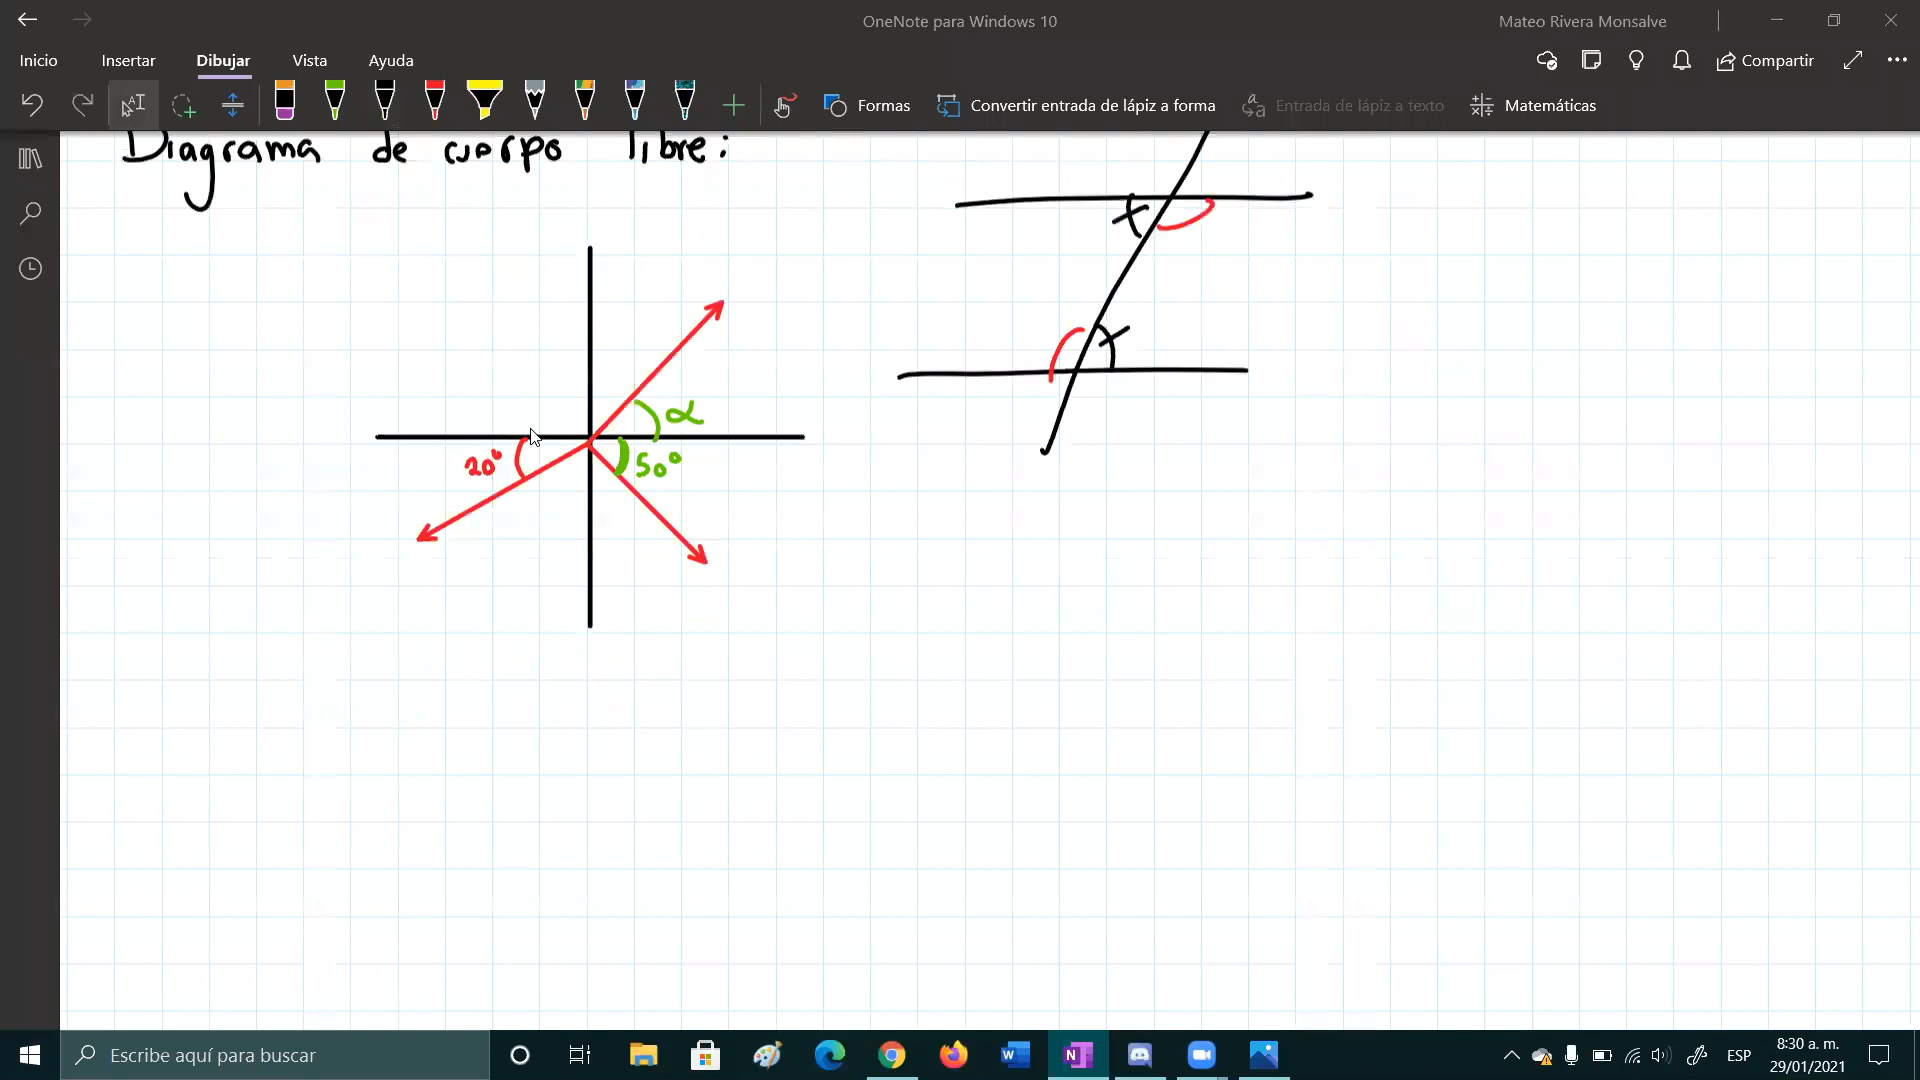 OneNote para Windows 10
Mateo Rivera Monsalve
Inicio
Insertar
Dibujar
Vista
Ayuda
Compartir
Formas
Convertir entrada de lápiz a forma
Entrada de lápiz a texto
Matemáticas
Diagrama de cuerpo libre:
α
20°
50°
Escribe aquí para buscar
ESP
8:30 a. m.
29/01/2021